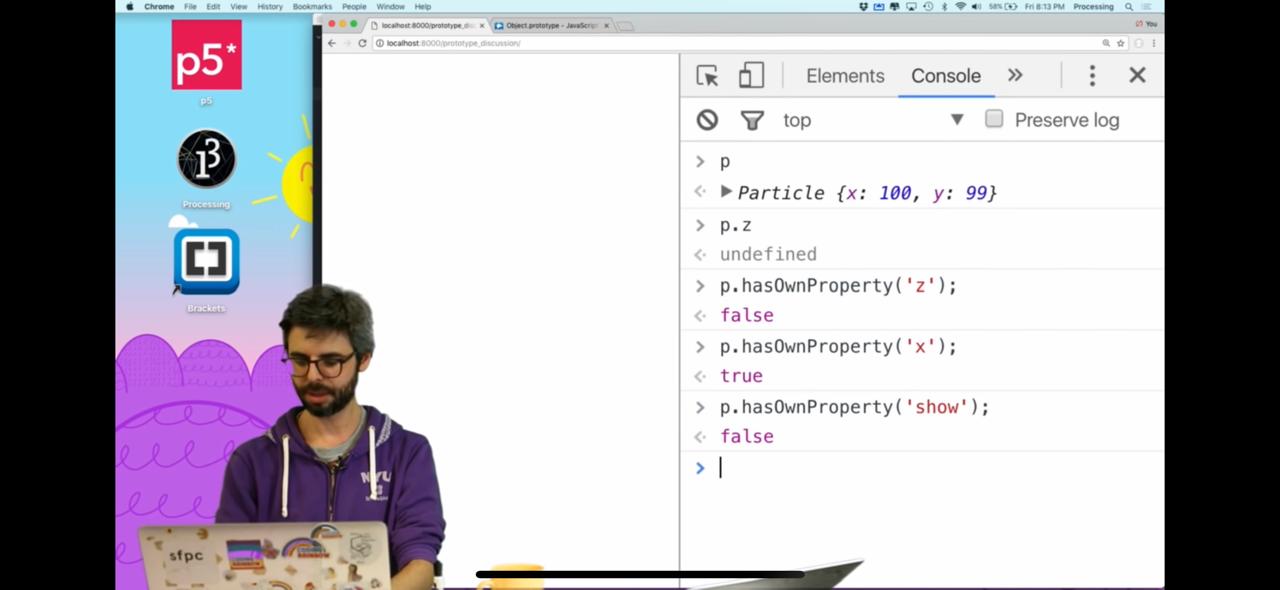 Chrome File Edit View History Bookmarks People Window Help
58% Fri 8:13 PM Processing
localhost:8000/prototype_dis
Object.prototype - JavaScript
You
localhost:8000/prototype_discussion/
p5*
p5
Processing
Brackets
Elements Console »
top Preserve log
> p
Particle {x: 100, y: 99}
> p.z
undefined
> p.hasOwnProperty('z');
false
> p.hasOwnProperty('x');
true
> p.hasOwnProperty('show');
false
>
NYU
sfpc